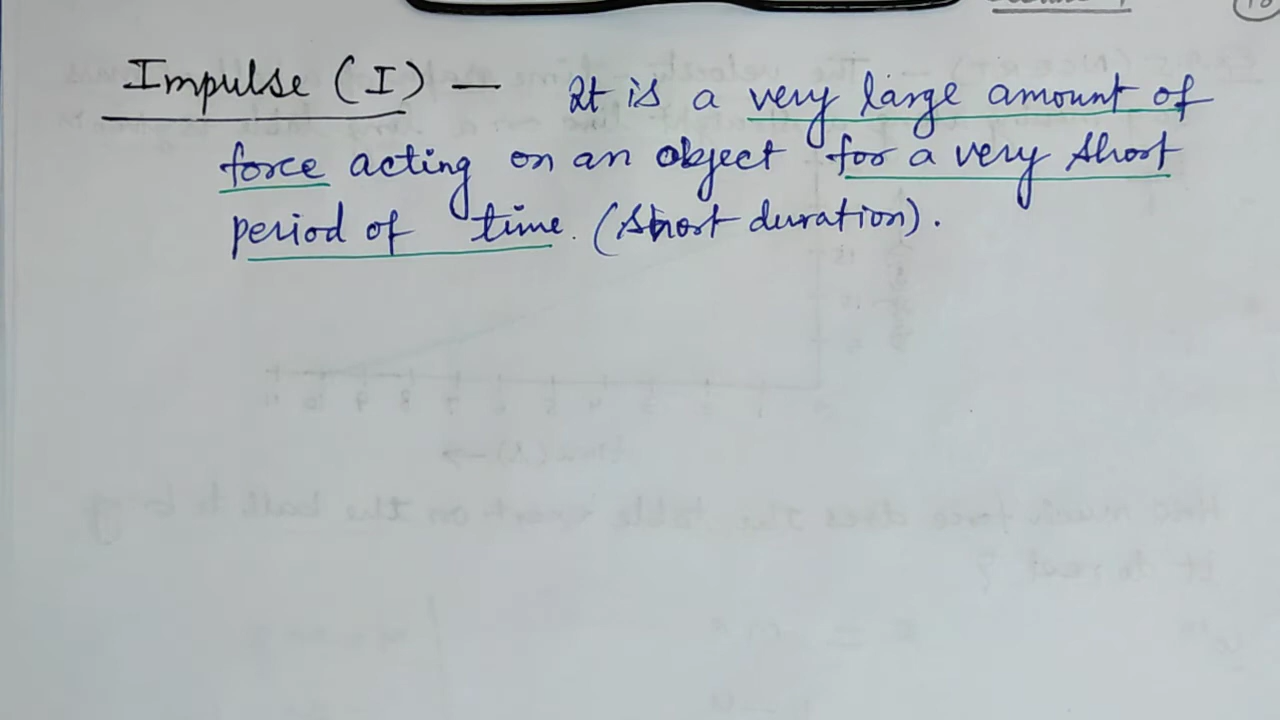 Impulse (I) — It is a very large amount of
force acting on an object for a very short
period of time. (short duration).